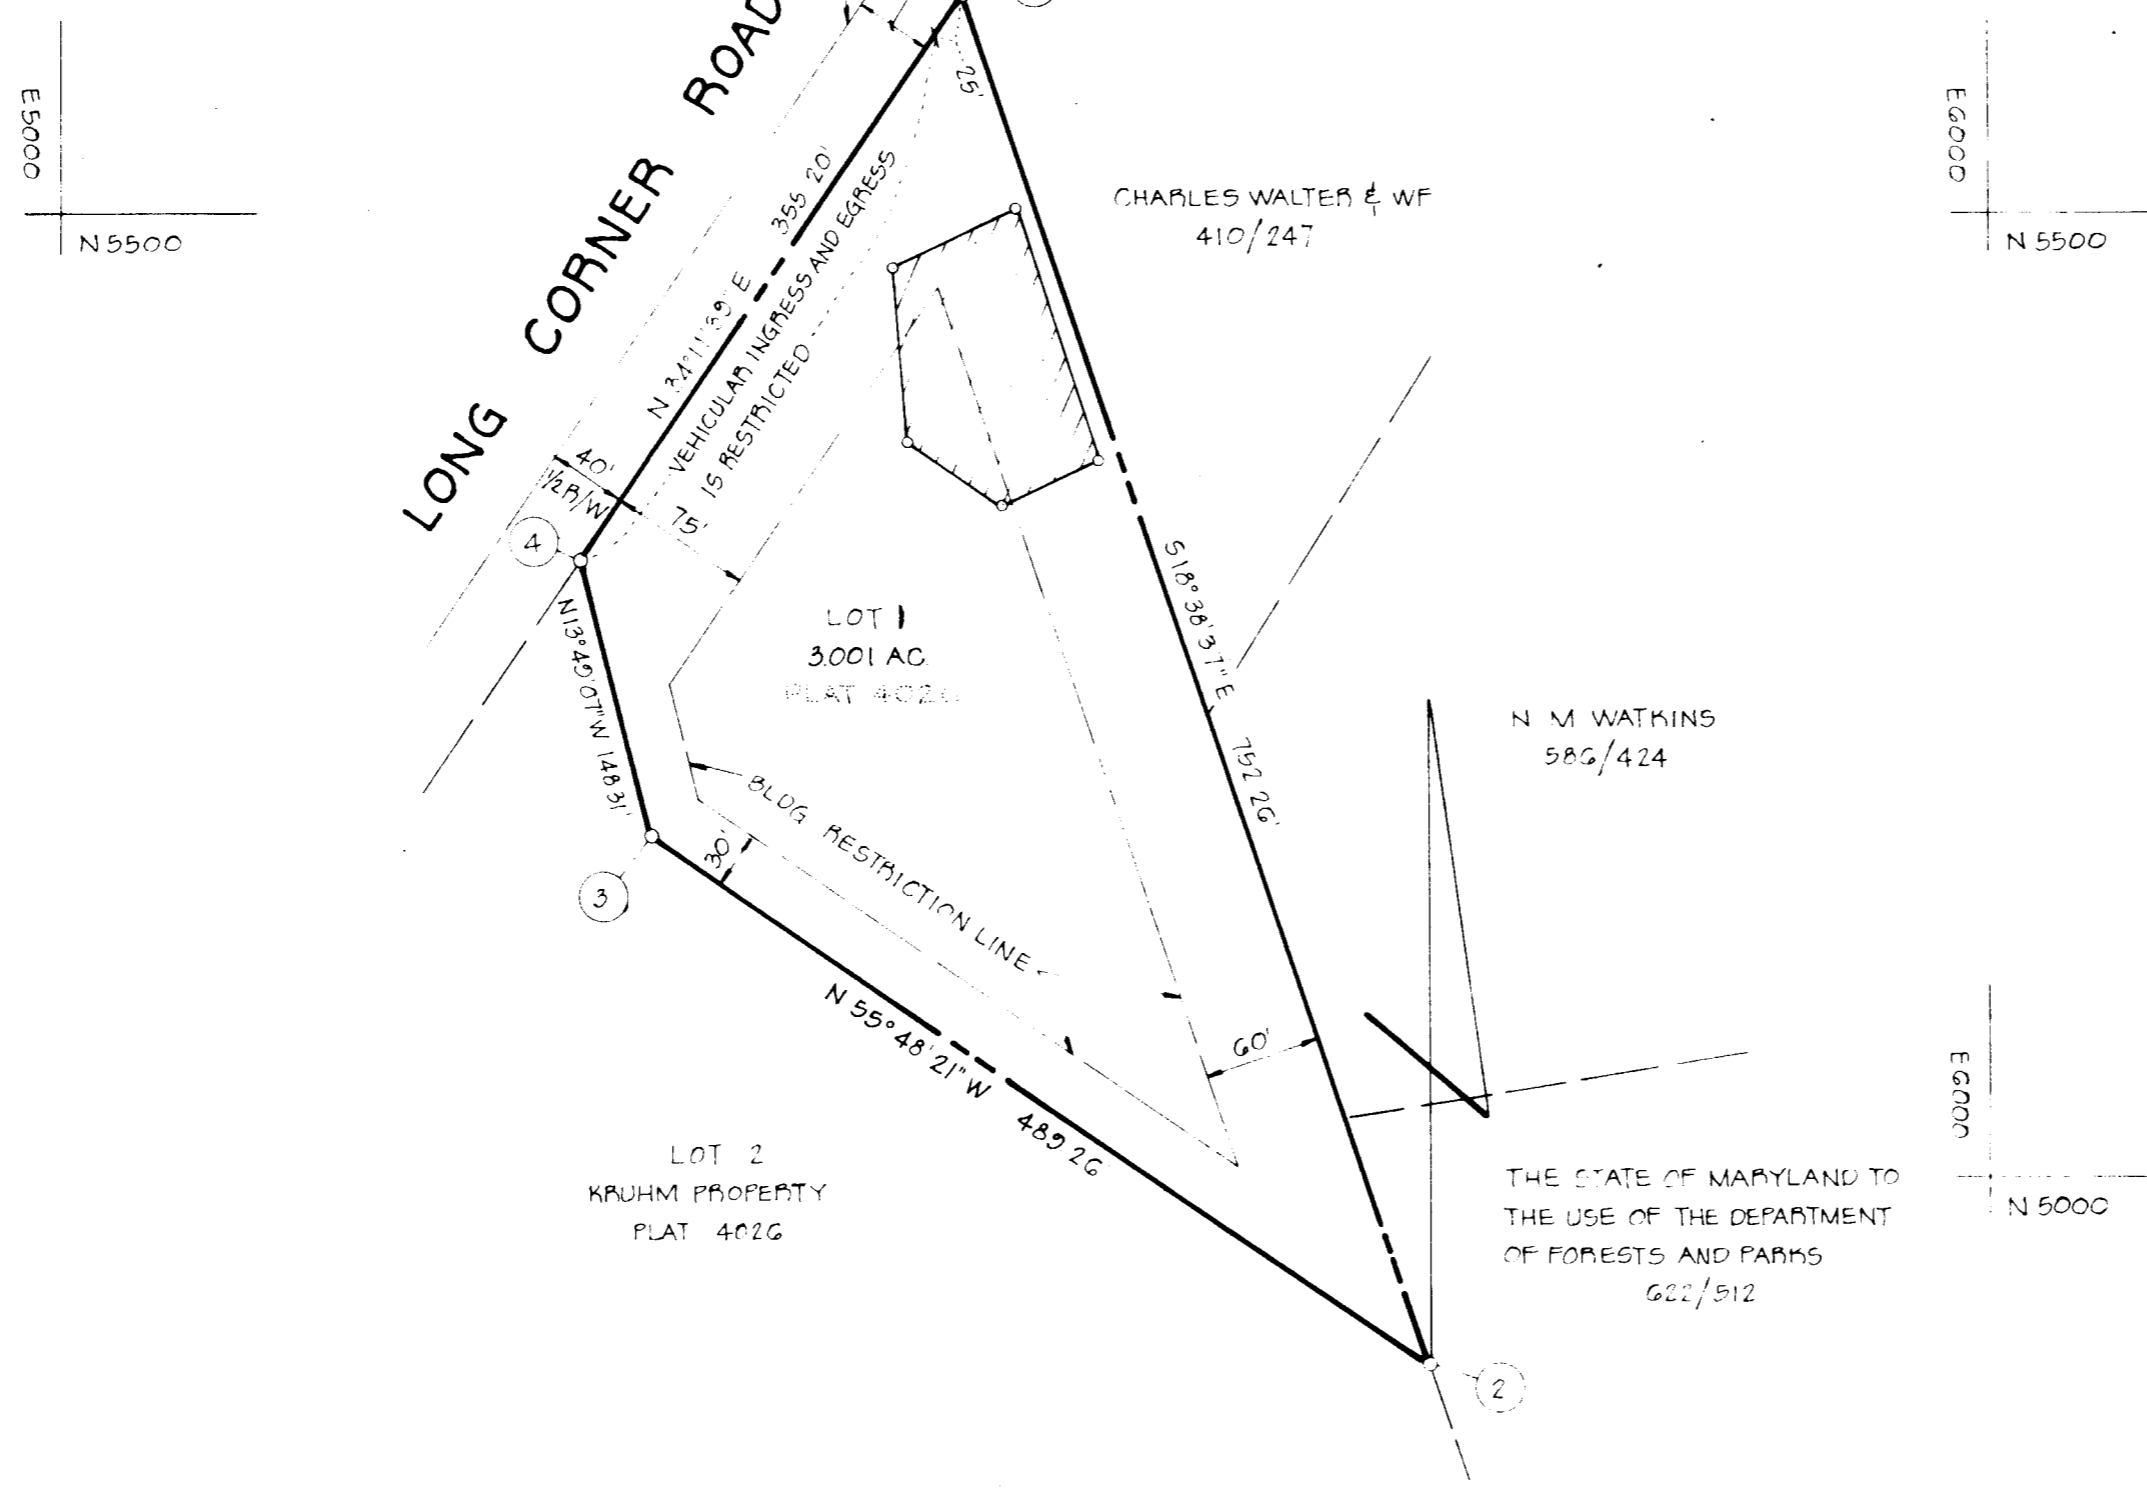 LONG CORNER ROAD
25'
E5000
N5500
E6000
N 5500
CHARLES WALTER & WF
410/247
N 34°11'39" E 355 20'
VEHICULAR INGRESS AND EGRESS
IS RESTRICTED
40'
1/2 R/W
75'
4
LOT 1
3.001 AC.
PLAT 4026
N13°49'07"W 148 31'
S18°38'37"E 752 26'
N M WATKINS
586/424
BLDG RESTRICTION LINE
30'
3
N 55°48'21" W 489 26
60'
E6000
N 5000
LOT 2
KRUHM PROPERTY
PLAT 4026
THE STATE OF MARYLAND TO
THE USE OF THE DEPARTMENT
OF FORESTS AND PARKS
622/512
2